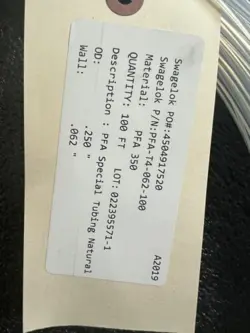 Swagelok PO#:4504917520
Swagelok P/N:PFA-T4-062-100
Material: PFA 350
QUANTITY: 100 FT LOT:022395571-1
Description : PFA Special Tubing Natural
OD: .250 "
Wall: .062 "
A2019